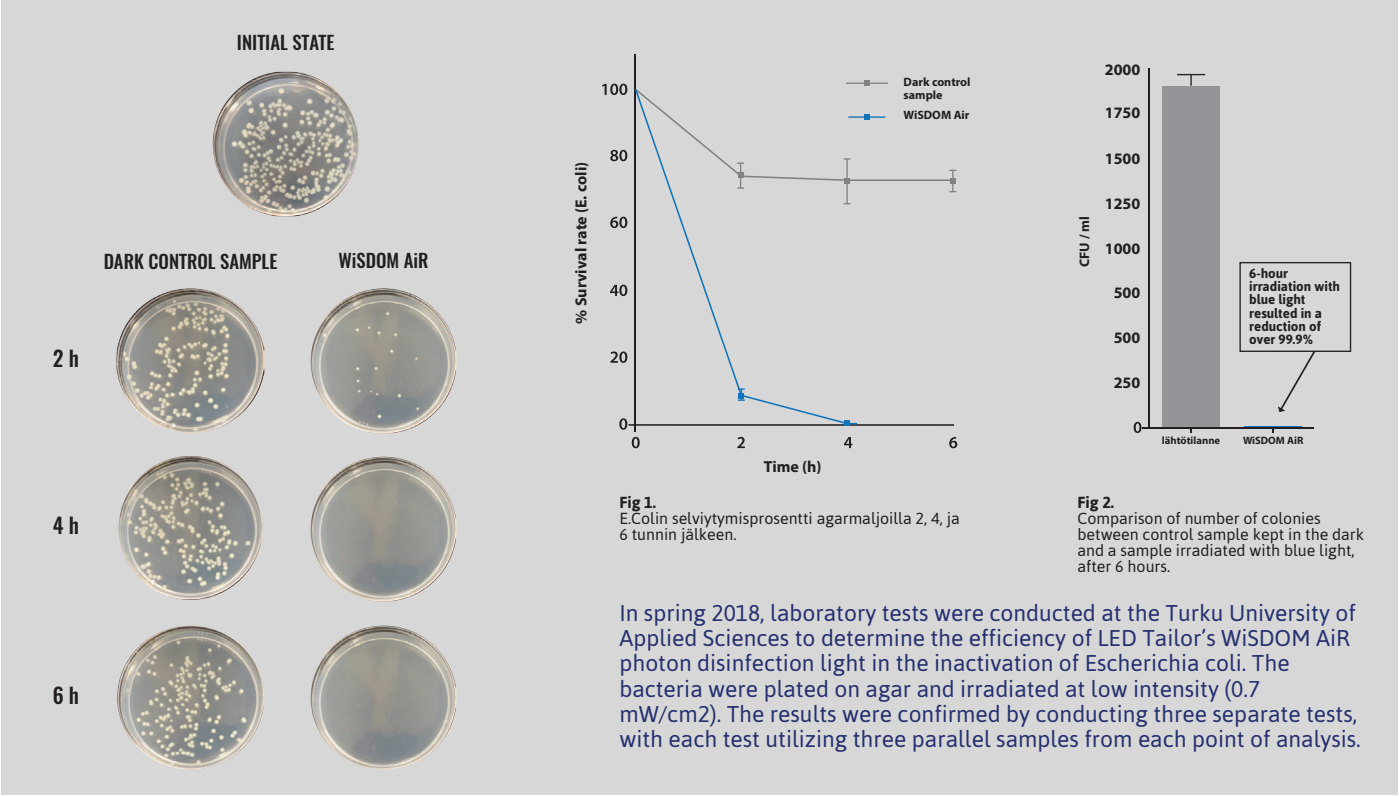 INITIAL STATE
DARK CONTROL SAMPLE
WiSDOM AiR
2 h
4 h
6 h
% Survival rate (E. coli)
100
80
60
40
20
0
0
2
4
6
Time (h)
Dark control
sample
WiSDOM Air
Fig 1.
E.Colin selviytymisprosentti agarmaljoilla 2, 4, ja
6 tunnin jälkeen.
CFU / ml
2000
1750
1500
1250
1000
500
500
250
0
lähtötilanne
WiSDOM AiR
6-hour
irradiation with
blue light
resulted in a
reduction of
over 99.9%
Fig 2.
Comparison of number of colonies
between control sample kept in the dark
and a sample irradiated with blue light,
after 6 hours.
In spring 2018, laboratory tests were conducted at the Turku University of
Applied Sciences to determine the efficiency of LED Tailor’s WiSDOM AiR
photon disinfection light in the inactivation of Escherichia coli. The
bacteria were plated on agar and irradiated at low intensity (0.7
mW/cm2). The results were confirmed by conducting three separate tests,
with each test utilizing three parallel samples from each point of analysis.